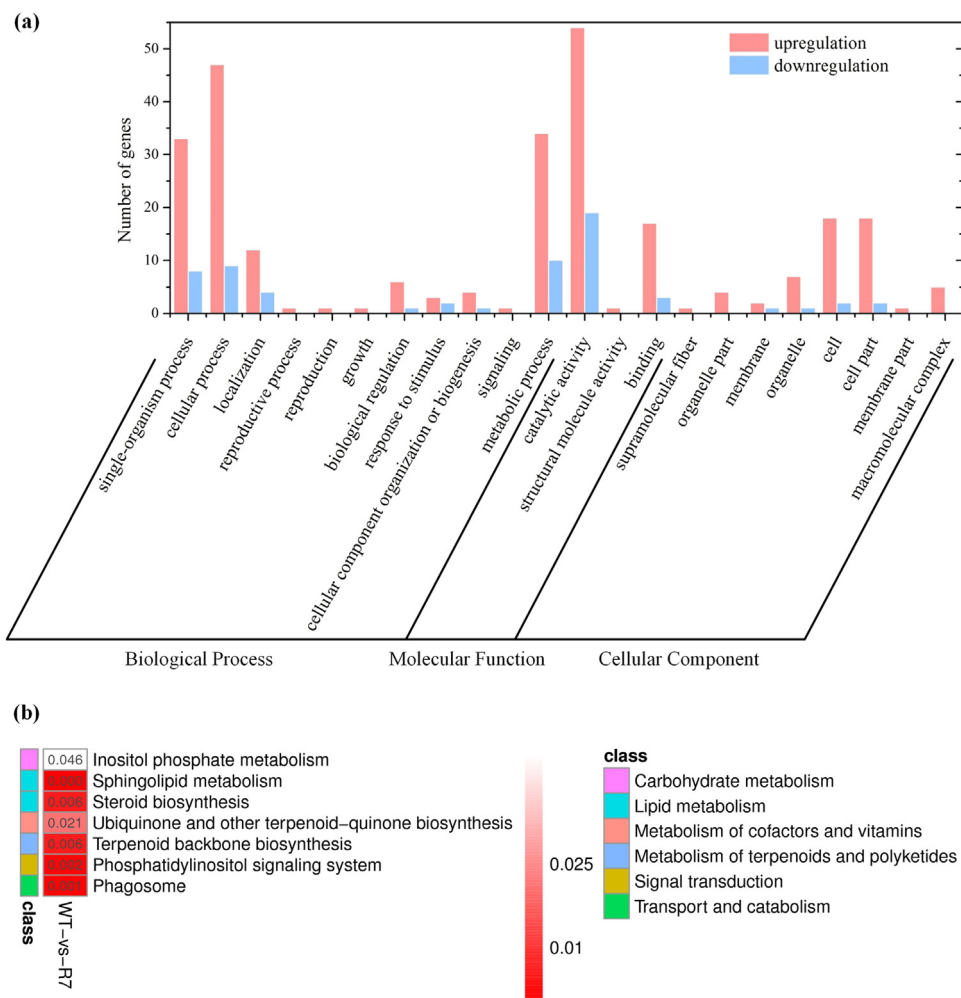 (a)
upregulation
downregulation
Number of genes
50
40
30
20
10
0
single-organism process
cellular process
localization
reproductive process
reproduction
growth
biological regulation
response to stimulus
cellular component organization or biogenesis
signaling
metabolic process
catalytic activity
structural molecule activity
binding
supramolecular fiber
organelle part
membrane
organelle
cell
cell part
membrane part
macromolecular complex
Biological Process
Molecular Function
Cellular Component
(b)
0.046 Inositol phosphate metabolism
0.000 Sphingolipid metabolism
0.006 Steroid biosynthesis
0.021 Ubiquinone and other terpenoid−quinone biosynthesis
0.006 Terpenoid backbone biosynthesis
0.002 Phosphatidylinositol signaling system
0.001 Phagosome
class
WT−vs−R7
0.025
0.01
class
Carbohydrate metabolism
Lipid metabolism
Metabolism of cofactors and vitamins
Metabolism of terpenoids and polyketides
Signal transduction
Transport and catabolism